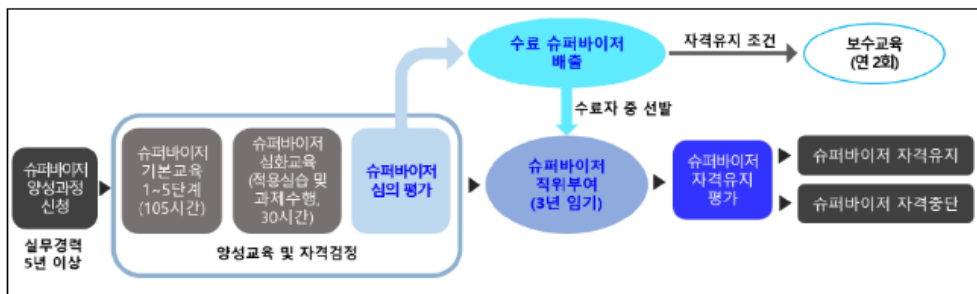 수료 슈퍼바이저
배출
자격유지 조건
보수교육
(연 2회)
수료자 중 선발
슈퍼바이저
양성과정
신청
실무경력
5년 이상
슈퍼바이저
기본교육
1~5단계
(105시간)
슈퍼바이저
심화교육
(적용실습 및
과제수행,
30시간)
슈퍼바이저
심의 평가
양성교육 및 자격검정
슈퍼바이저
직위부여
(3년 임기)
슈퍼바이저
자격유지
평가
슈퍼바이저 자격유지
슈퍼바이저 자격중단